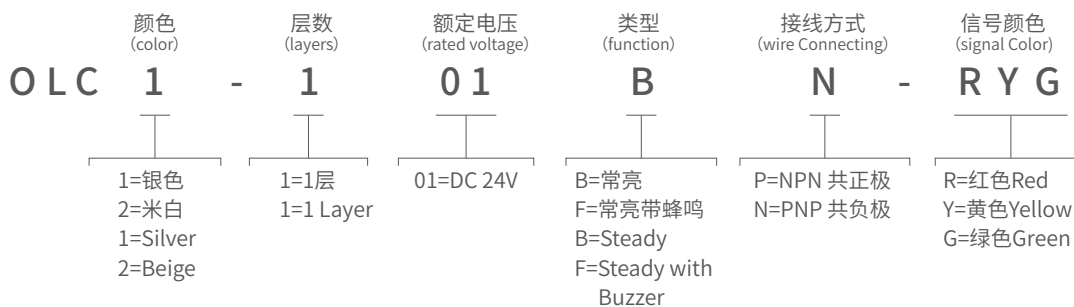 颜色 层数 额定电压 类型 接线方式 信号颜色
(color) (layers) (rated voltage) (function) (wire Connecting) (signal Color)
OLC 1 - 1 01 B N - RYG
1=银色 1=1层 01=DC 24V B=常亮 P=NPN 共正极 R=红色Red
2=米白 1=1 Layer F=常亮带蜂鸣 N=PNP 共负极 Y=黄色Yellow
1=Silver B=Steady G=绿色Green
2=Beige F=Steady with
Buzzer